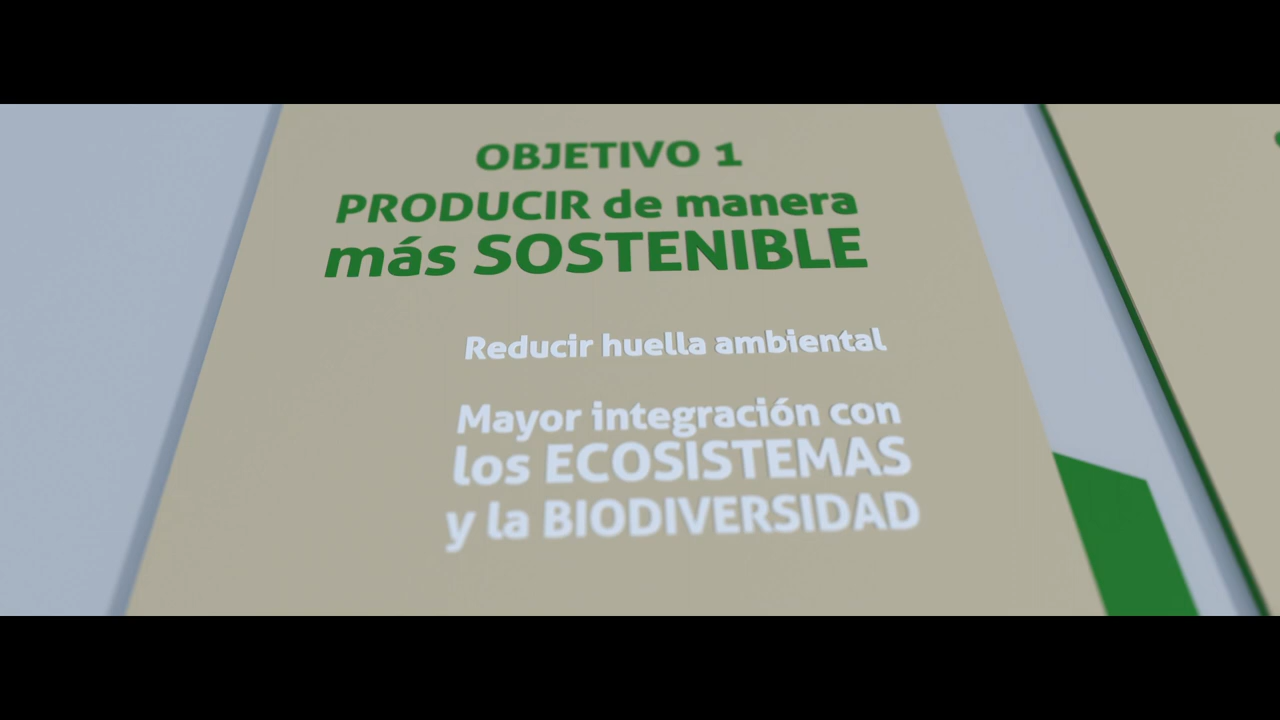 OBJETIVO 1
PRODUCIR de manera
más SOSTENIBLE
Reducir huella ambiental
Mayor integración con
los ECOSISTEMAS
y la BIODIVERSIDAD